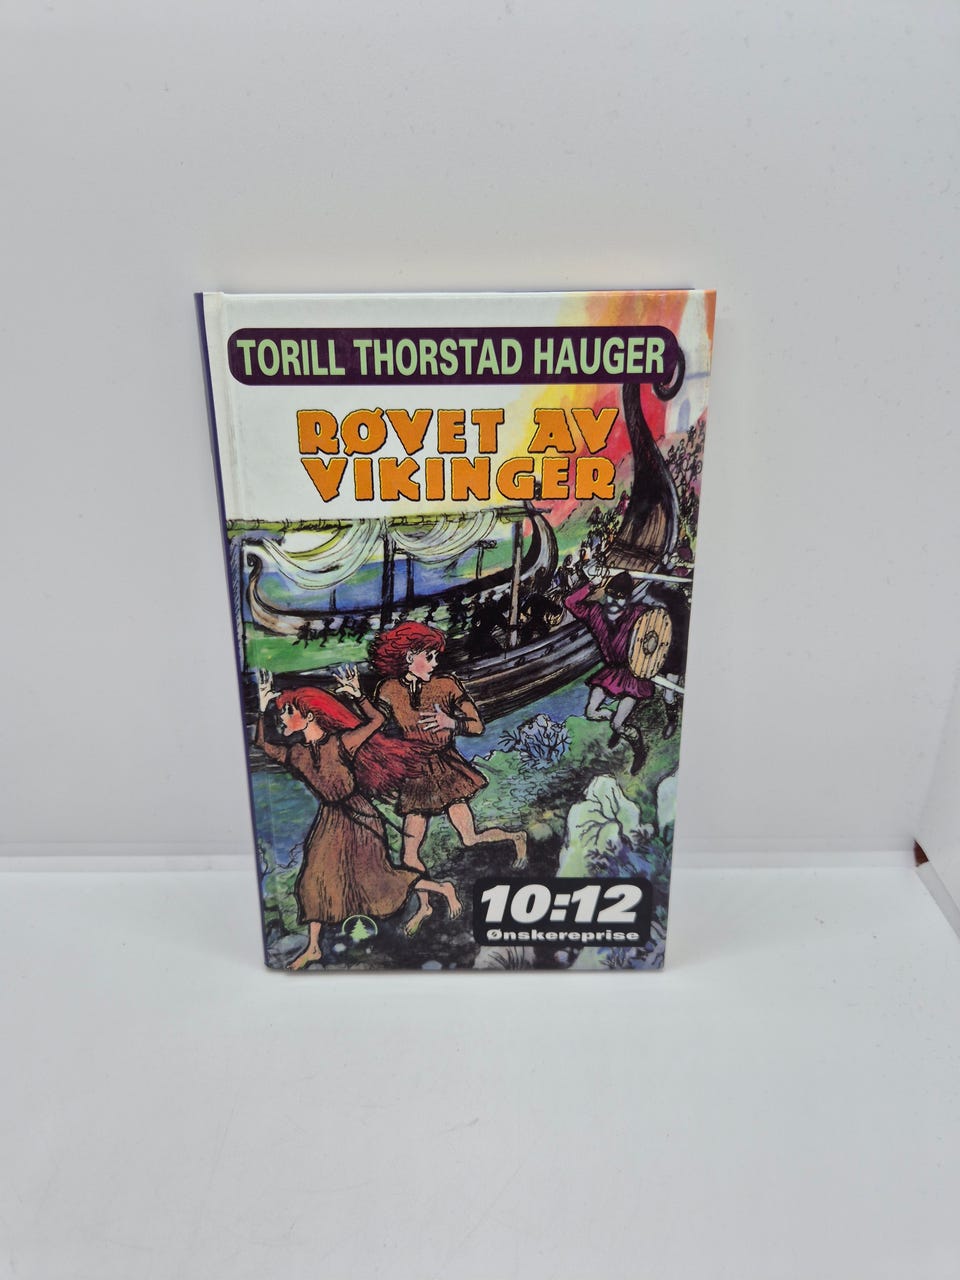 TORILL THORSTAD HAUGER
RØVET AV
VIKINGER
10:12
Ønskereprise